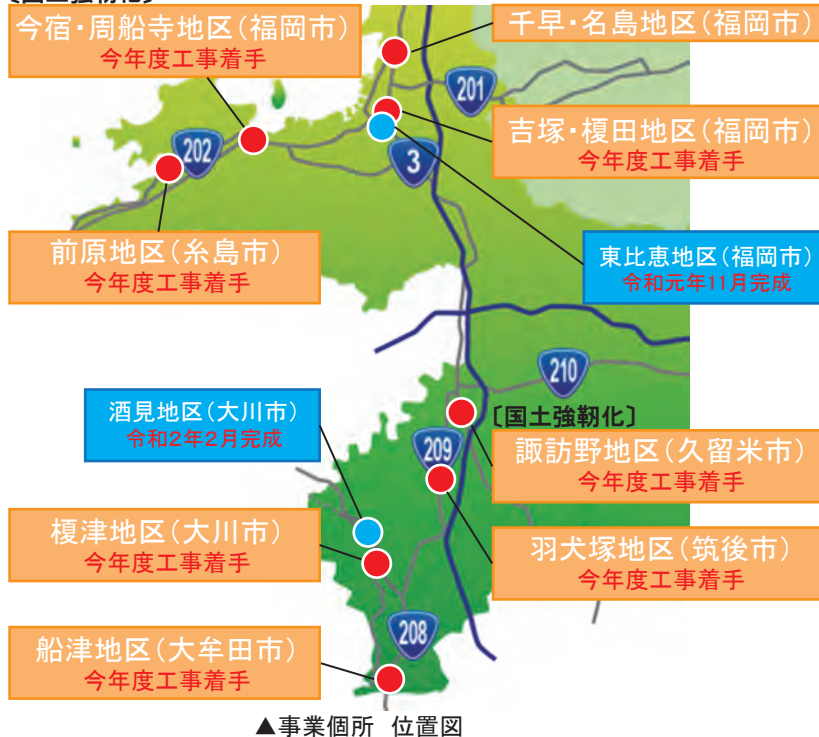 〔国土強靭化〕
今宿・周船寺地区(福岡市)
今年度工事着手
千早・名島地区(福岡市)
201
吉塚・榎田地区(福岡市)
今年度工事着手
202
3
前原地区(糸島市)
今年度工事着手
東比恵地区(福岡市)
令和元年11月完成
210
酒見地区(大川市)
令和2年2月完成
〔国土強靭化〕
209
諏訪野地区(久留米市)
今年度工事着手
榎津地区(大川市)
今年度工事着手
羽犬塚地区(筑後市)
今年度工事着手
208
船津地区(大牟田市)
今年度工事着手
▲事業個所 位置図